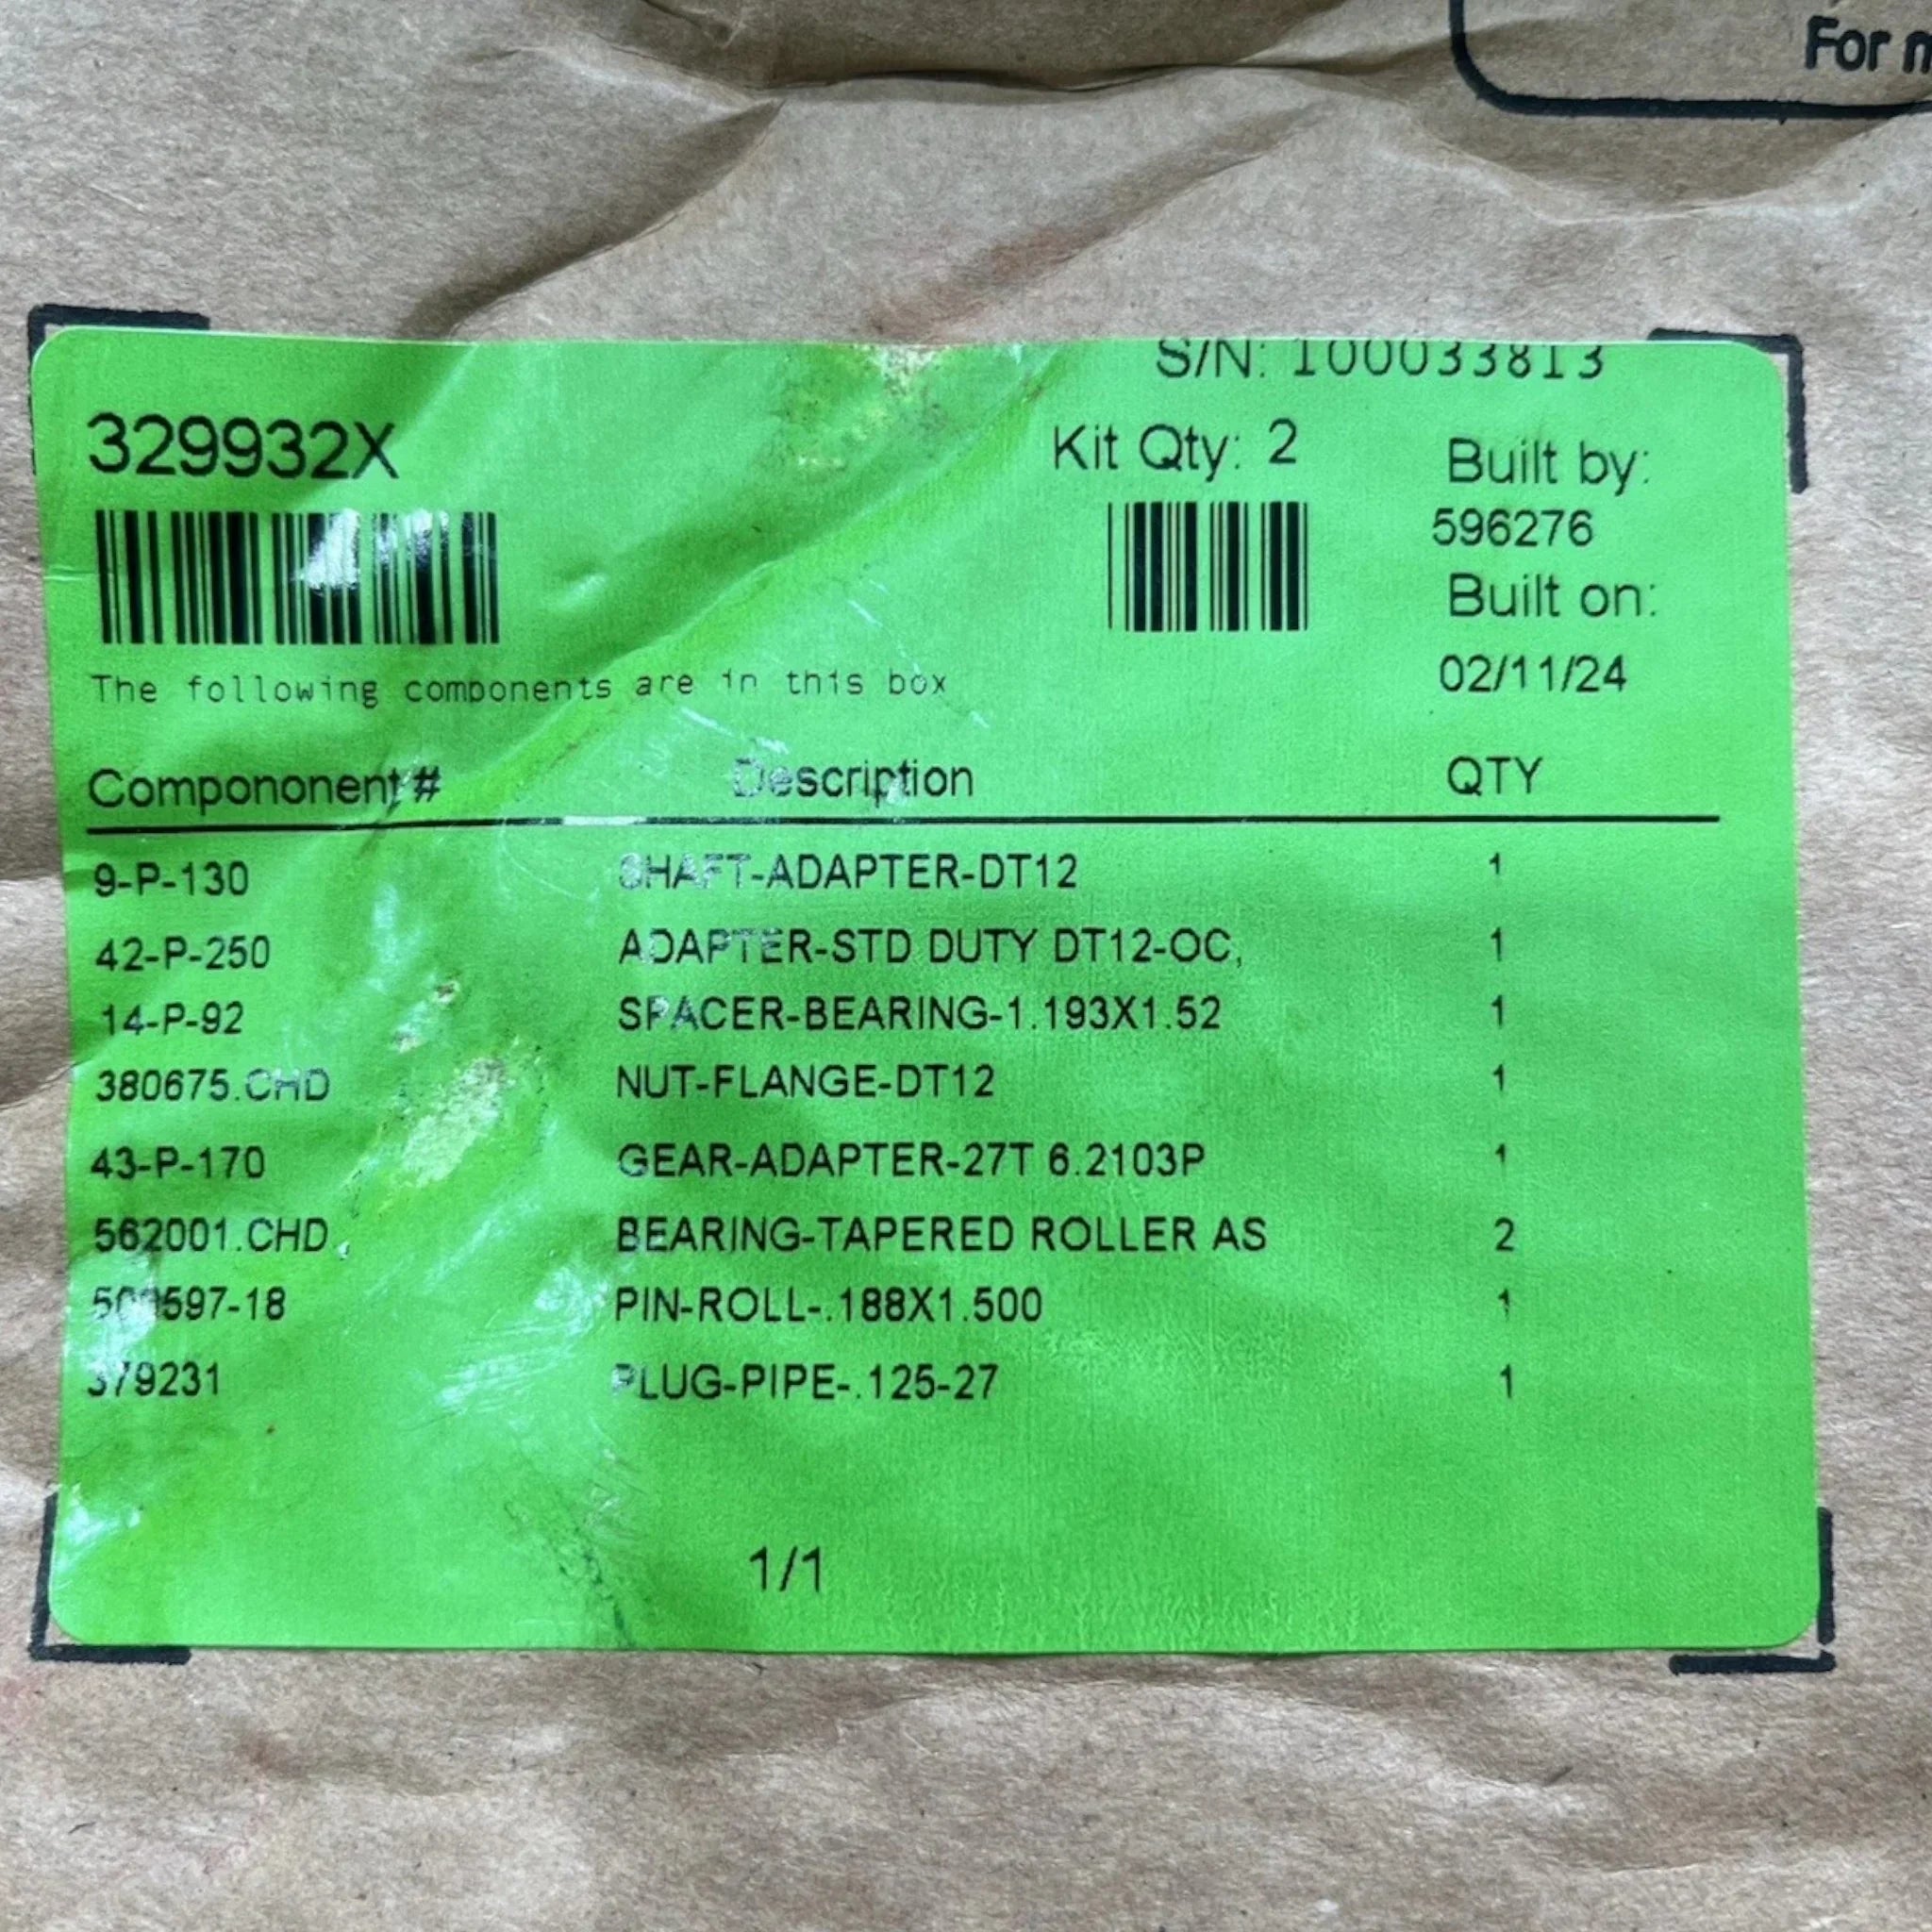 For
S/N: 100033813
329932X
Kit Qty: 2
Built by:
596276
Built on:
02/11/24
The following components are in this box
Compononent# Description QTY
9-P-130 SHAFT-ADAPTER-DT12 1
42-P-250 ADAPTER-STD DUTY DT12-OC, 1
14-P-92 SPACER-BEARING-1.193X1.52 1
380675.CHD NUT-FLANGE-DT12 1
43-P-170 GEAR-ADAPTER-27T 6.2103P 1
562001.CHD BEARING-TAPERED ROLLER AS 2
PIN-ROLL-.188X1.500 1
379231 PLUG-PIPE-.125-27 1
1/1